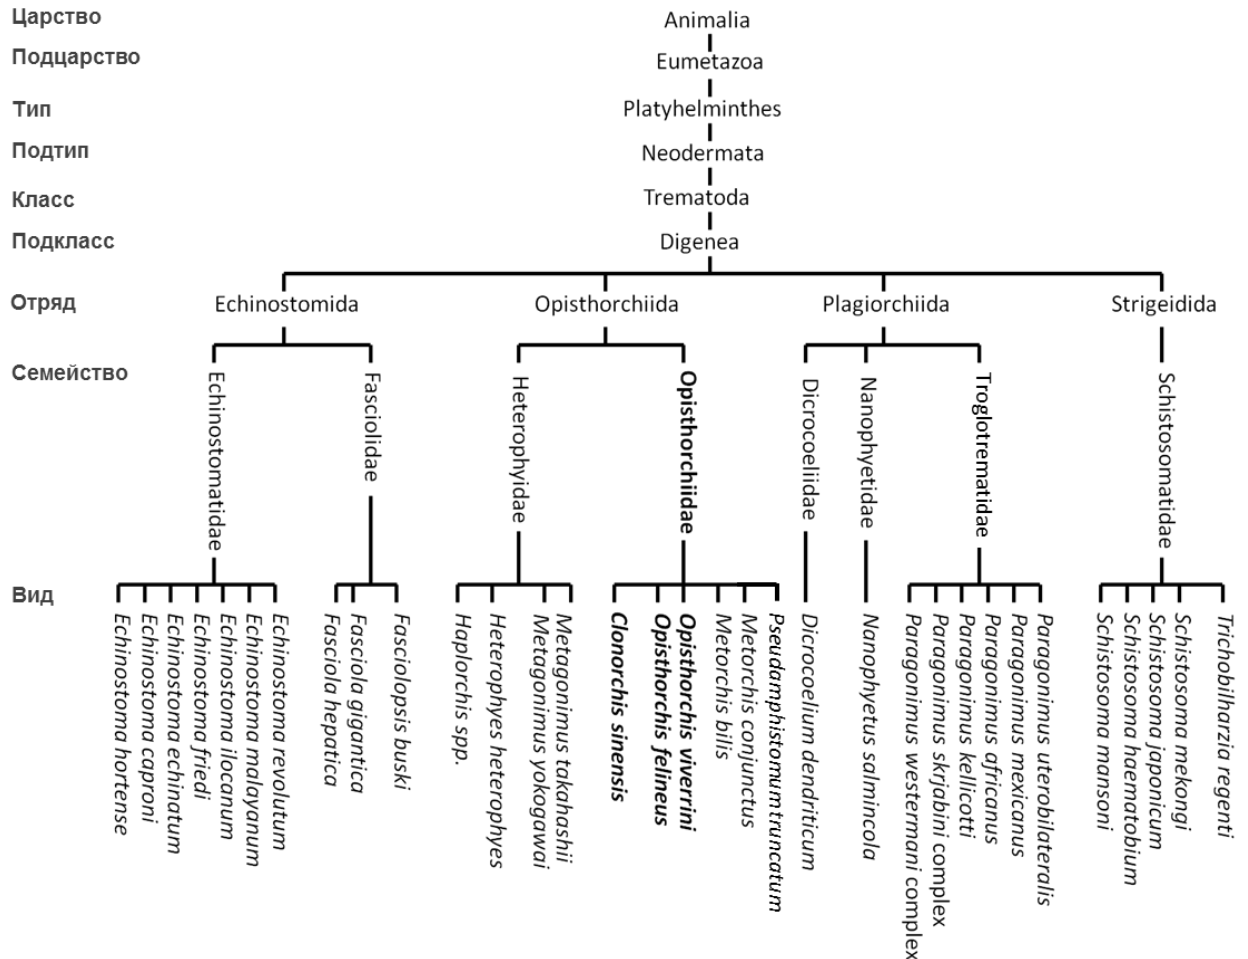 Царство
Animalia
Подцарство
Eumetazoa
Тип
Platyhelminthes
Подтип
Neodermata
Класс
Trematoda
Подкласс
Digenea
Отряд
Echinostomida
Opisthorchiida
Plagiorchiida
Strigeidida
Семейство
Echinostomatidae
Fasciolidae
Heterophyidae
Opisthorchiidae
Dicrocoeliidae
Nanophyetidae
Troglotrematidae
Schistosomatidae
Вид
Echinostoma hortense
Echinostoma caproni
Echinostoma echinatum
Echinostoma friedi
Echinostoma ilocanum
Echinostoma malayanum
Echinostoma revolutum
Fasciola hepatica
Fasciola gigantica
Fasciolopsis buski
Haplorchis spp.
Heterophyes heterophyes
Metagonimus yokogawai
Metagonimus takahashii
Clonorchis sinensis
Opisthorchis felineus
Opisthorchis viverrini
Metorchis bilis
Metorchis conjunctus
Pseudamphistomumtruncatum
Dicrocoelium dendriticum
Nanophyetus salmincola
Paragonimus westermani complex
Paragonimus skrjabini complex
Paragonimus kellicotti
Paragonimus africanus
Paragonimus mexicanus
Paragonimus uterobilateralis
Schistosoma mansoni
Schistosoma haematobium
Schistosoma japonicum
Schistosoma mekongi
Trichobilharzia regenti